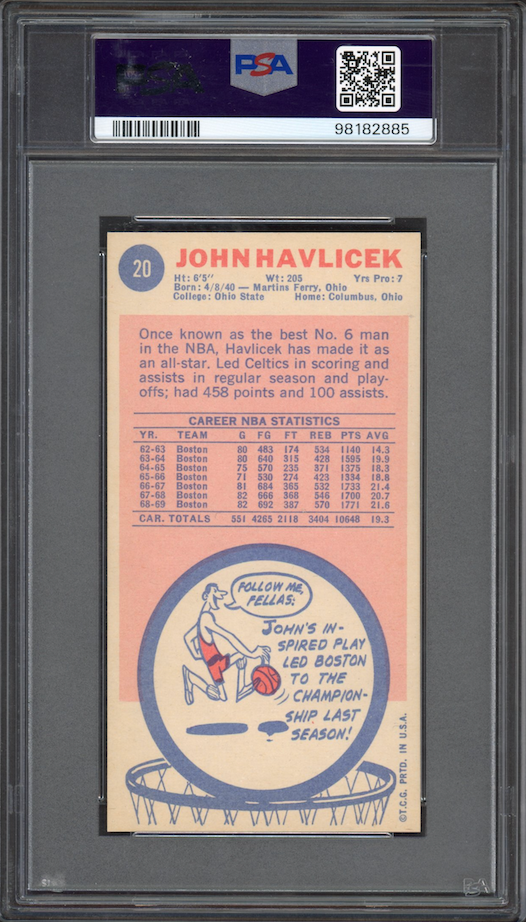 PSA
98182885
20
JOHN HAVLICEK
Ht: 6'5" Wt: 205 Yrs Pro: 7
Born: 4/8/40 — Martins Ferry, Ohio
College: Ohio State Home: Columbus, Ohio
Once known as the best No. 6 man
in the NBA, Havlicek has made it as
an all-star. Led Celtics in scoring and
assists in regular season and play-
offs; had 458 points and 100 assists.
CAREER NBA STATISTICS
YR. TEAM G FG FT REB PTS AVG
62-63 Boston 80 483 174 534 1140 14.3
63-64 Boston 80 640 315 428 1595 19.9
64-65 Boston 75 570 235 371 1375 18.3
65-66 Boston 71 530 274 423 1334 18.8
66-67 Boston 81 684 365 532 1733 21.4
67-68 Boston 82 666 368 546 1700 20.7
68-69 Boston 82 692 387 570 1771 21.6
CAR. TOTALS 551 4265 2118 3404 10648 19.3
FOLLOW ME,
FELLAS:
JOHN'S IN-
SPIRED PLAY
LED BOSTON
TO THE
CHAMPION-
SHIP LAST
SEASON!
©T.C.G. PRTD. IN U.S.A.
PSA